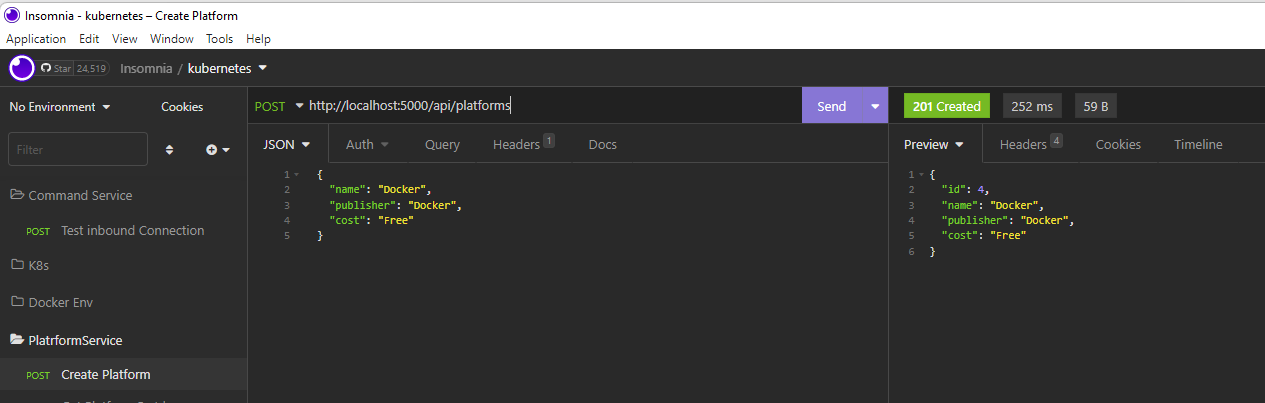 Insomnia - kubernetes – Create Platform
Application Edit View Window Tools Help
Star 24,519 Insomnia / kubernetes
No Environment Cookies
POST http://localhost:5000/api/platforms Send 201 Created 252 ms 59 B
Filter
JSON Auth Query Headers 1 Docs
Preview Headers 4 Cookies Timeline
Command Service
POST Test inbound Connection
K8s
Docker Env
PlatrformService
POST Create Platform
1 {
2 "name": "Docker",
3 "publisher": "Docker",
4 "cost": "Free"
5 }
1 {
2 "id": 4,
3 "name": "Docker",
4 "publisher": "Docker",
5 "cost": "Free"
6 }